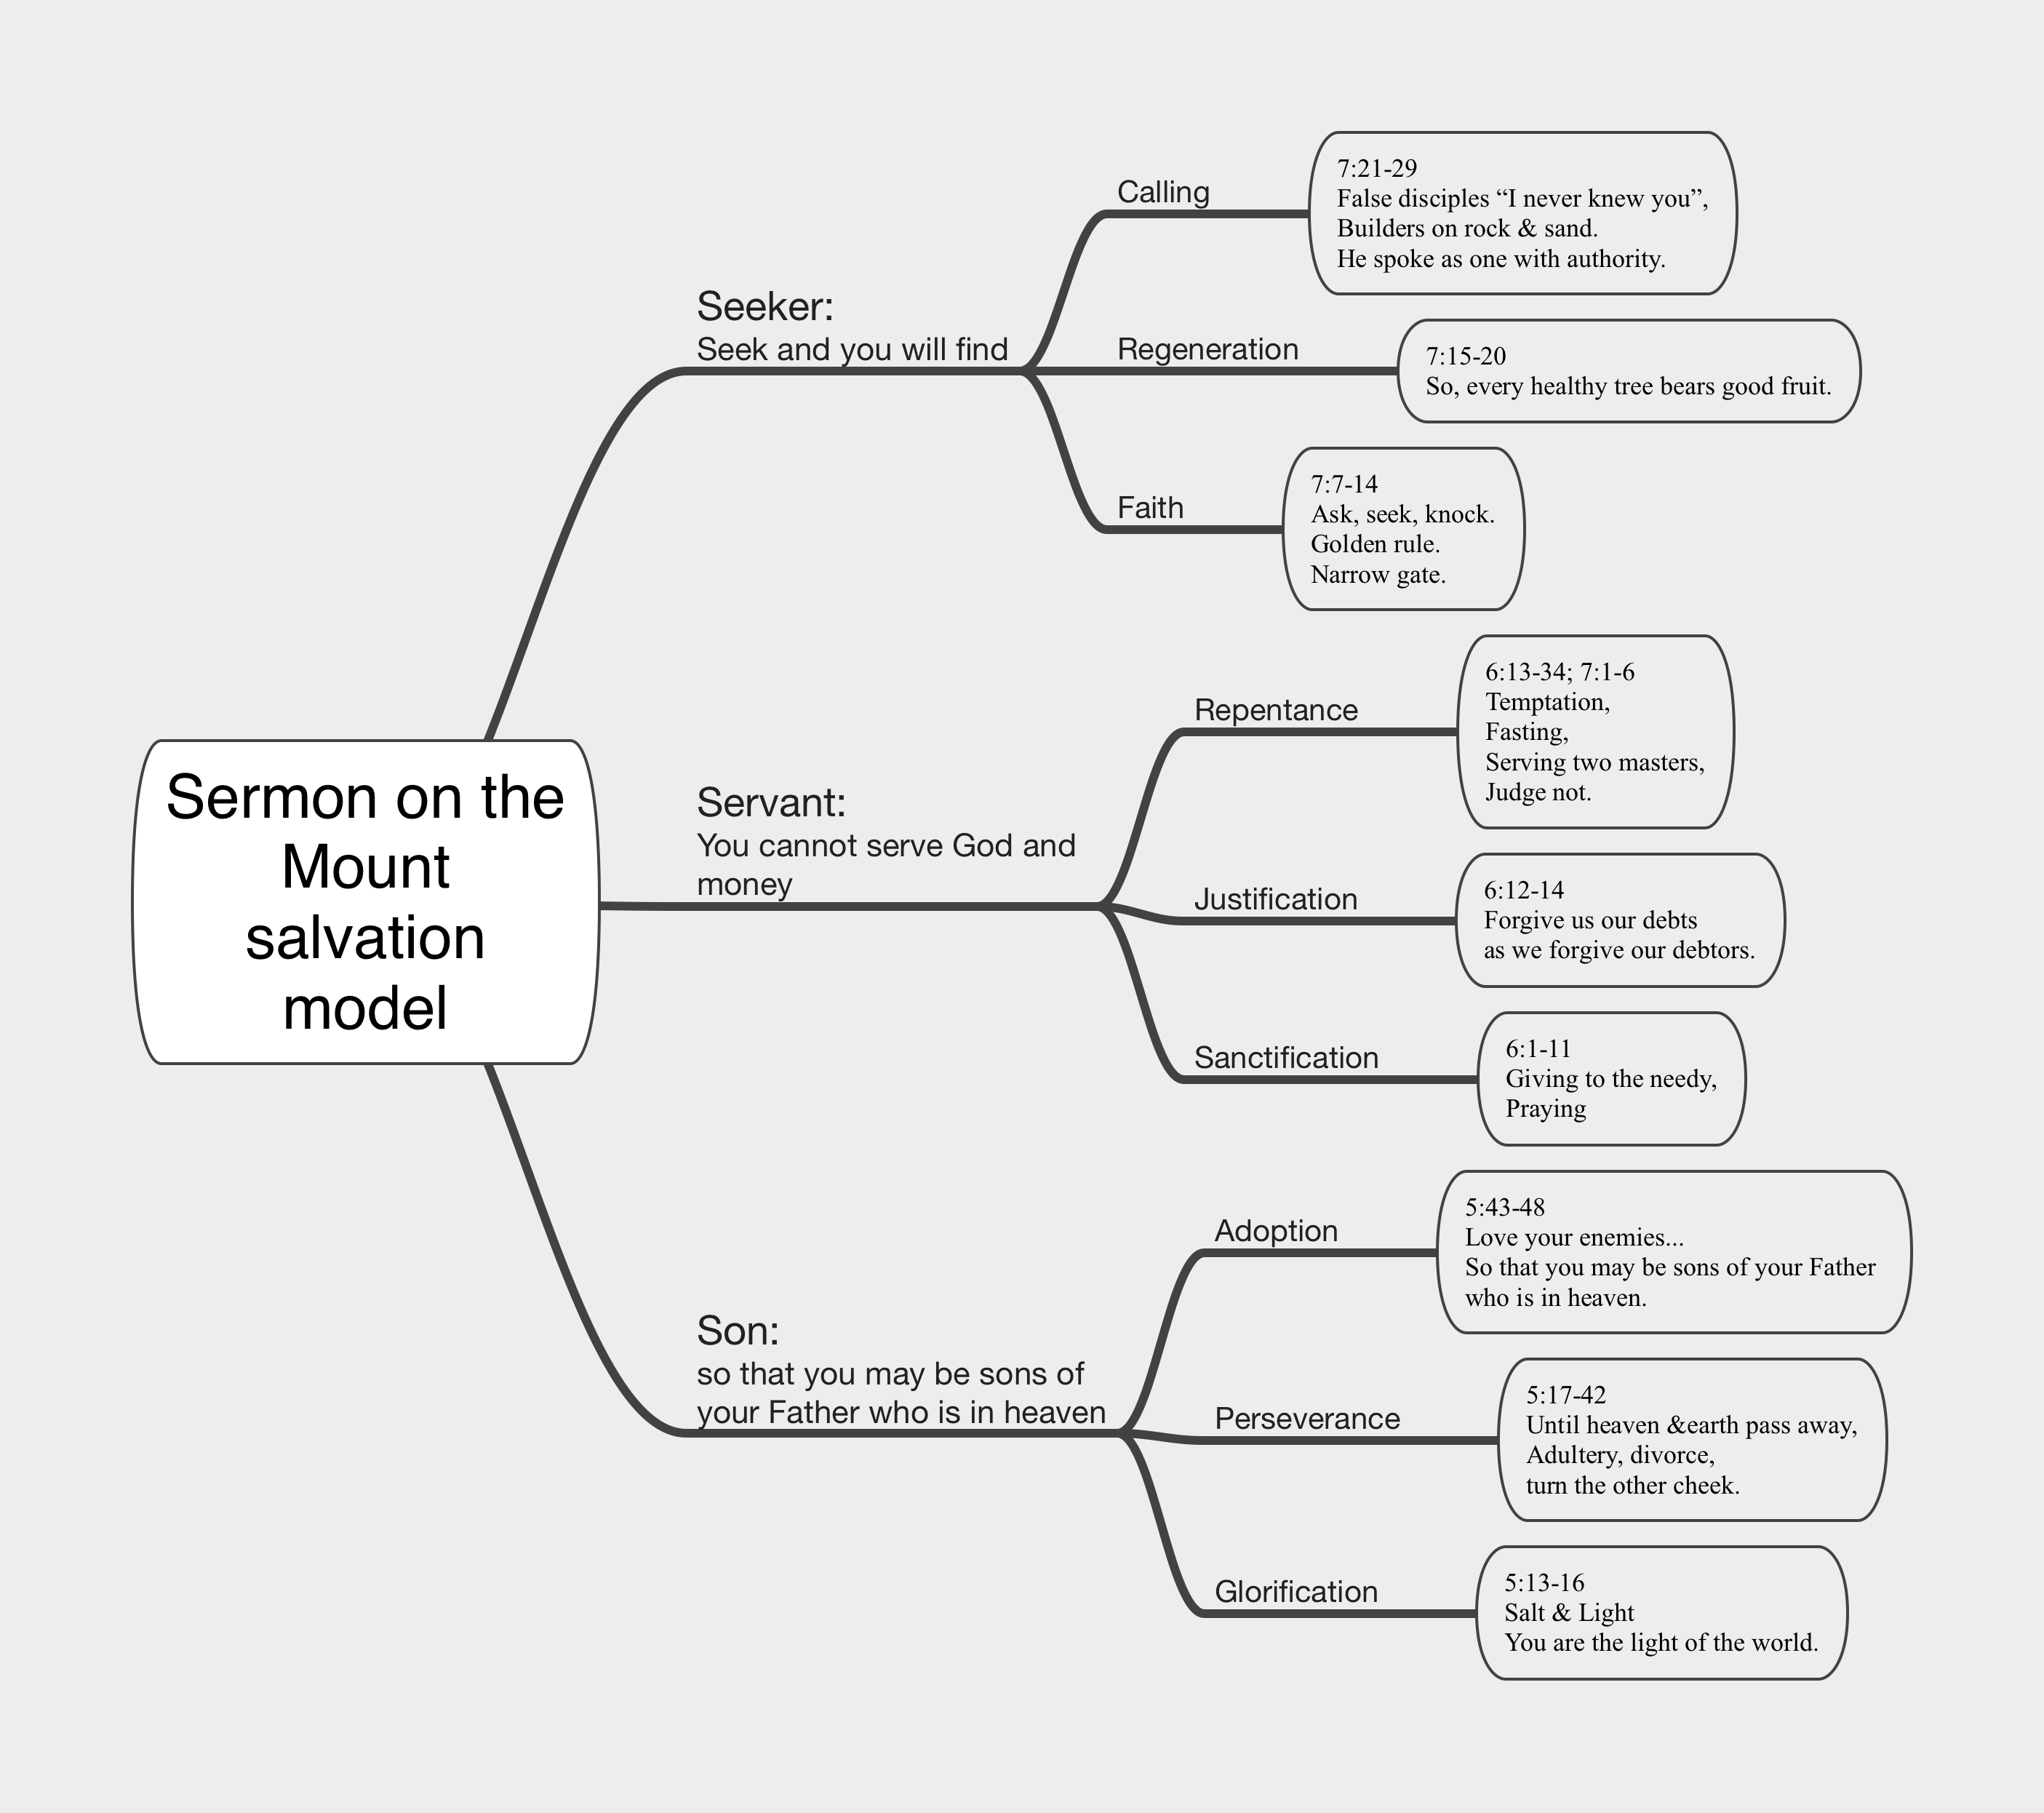 Sermon on the
Mount
salvation
model
Seeker:
Seek and you will find
Calling
7:21-29
False disciples “I never knew you”,
Builders on rock & sand.
He spoke as one with authority.
Regeneration
7:15-20
So, every healthy tree bears good fruit.
Faith
7:7-14
Ask, seek, knock.
Golden rule.
Narrow gate.
Servant:
You cannot serve God and
money
Repentance
6:13-34; 7:1-6
Temptation,
Fasting,
Serving two masters,
Judge not.
Justification
6:12-14
Forgive us our debts
as we forgive our debtors.
Sanctification
6:1-11
Giving to the needy,
Praying
Son:
so that you may be sons of
your Father who is in heaven
Adoption
5:43-48
Love your enemies...
So that you may be sons of your Father
who is in heaven.
Perseverance
5:17-42
Until heaven &earth pass away,
Adultery, divorce,
turn the other cheek.
Glorification
5:13-16
Salt & Light
You are the light of the world.